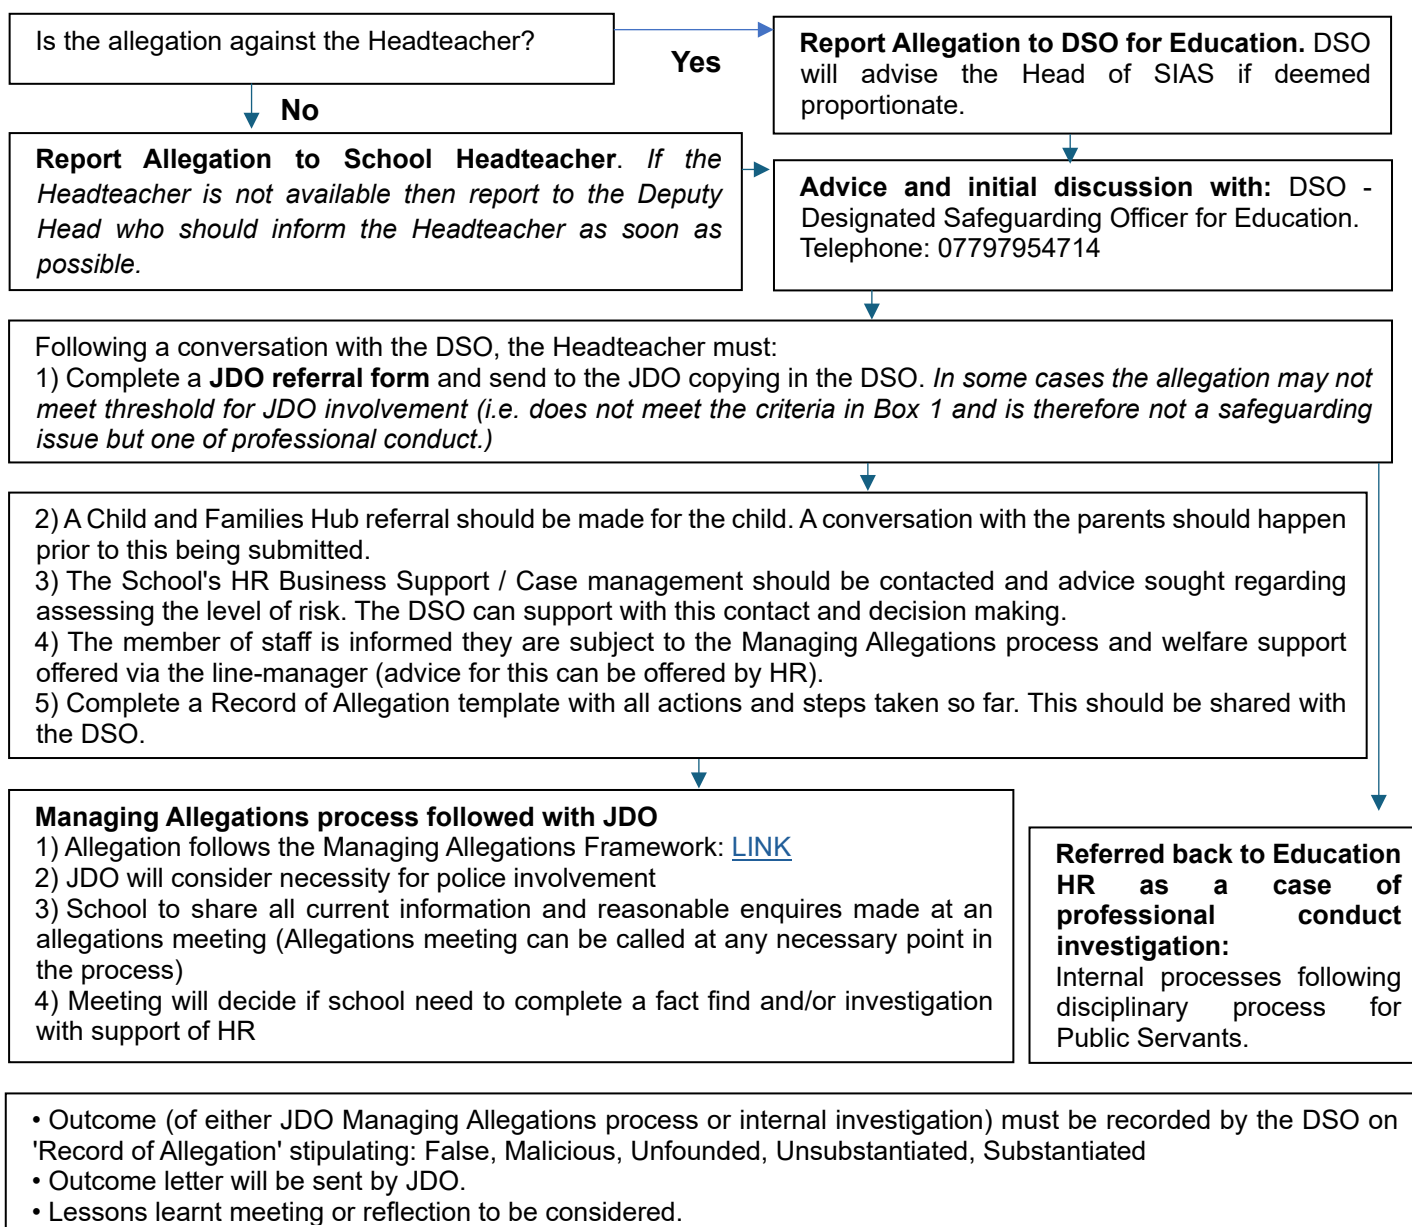 Is the allegation against the Headteacher?
Yes
Report Allegation to DSO for Education. DSO
will advise the Head of SIAS if deemed
proportionate.
No
Report Allegation to School Headteacher. If the
Headteacher is not available then report to the Deputy
Head who should inform the Headteacher as soon as
possible.
Advice and initial discussion with: DSO -
Designated Safeguarding Officer for Education.
Telephone: 07797954714
Following a conversation with the DSO, the Headteacher must:
1) Complete a JDO referral form and send to the JDO copying in the DSO. In some cases the allegation may not
meet threshold for JDO involvement (i.e. does not meet the criteria in Box 1 and is therefore not a safeguarding
issue but one of professional conduct.)
2) A Child and Families Hub referral should be made for the child. A conversation with the parents should happen
prior to this being submitted.
3) The School's HR Business Support / Case management should be contacted and advice sought regarding
assessing the level of risk. The DSO can support with this contact and decision making.
4) The member of staff is informed they are subject to the Managing Allegations process and welfare support
offered via the line-manager (advice for this can be offered by HR).
5) Complete a Record of Allegation template with all actions and steps taken so far. This should be shared with
the DSO.
Managing Allegations process followed with JDO
1) Allegation follows the Managing Allegations Framework: LINK
2) JDO will consider necessity for police involvement
3) School to share all current information and reasonable enquires made at an
allegations meeting (Allegations meeting can be called at any necessary point in
the process)
4) Meeting will decide if school need to complete a fact find and/or investigation
with support of HR
Referred back to Education
HR as a case of
professional conduct
investigation:
Internal processes following
disciplinary process for
Public Servants.
• Outcome (of either JDO Managing Allegations process or internal investigation) must be recorded by the DSO on
'Record of Allegation' stipulating: False, Malicious, Unfounded, Unsubstantiated, Substantiated
• Outcome letter will be sent by JDO.
• Lessons learnt meeting or reflection to be considered.